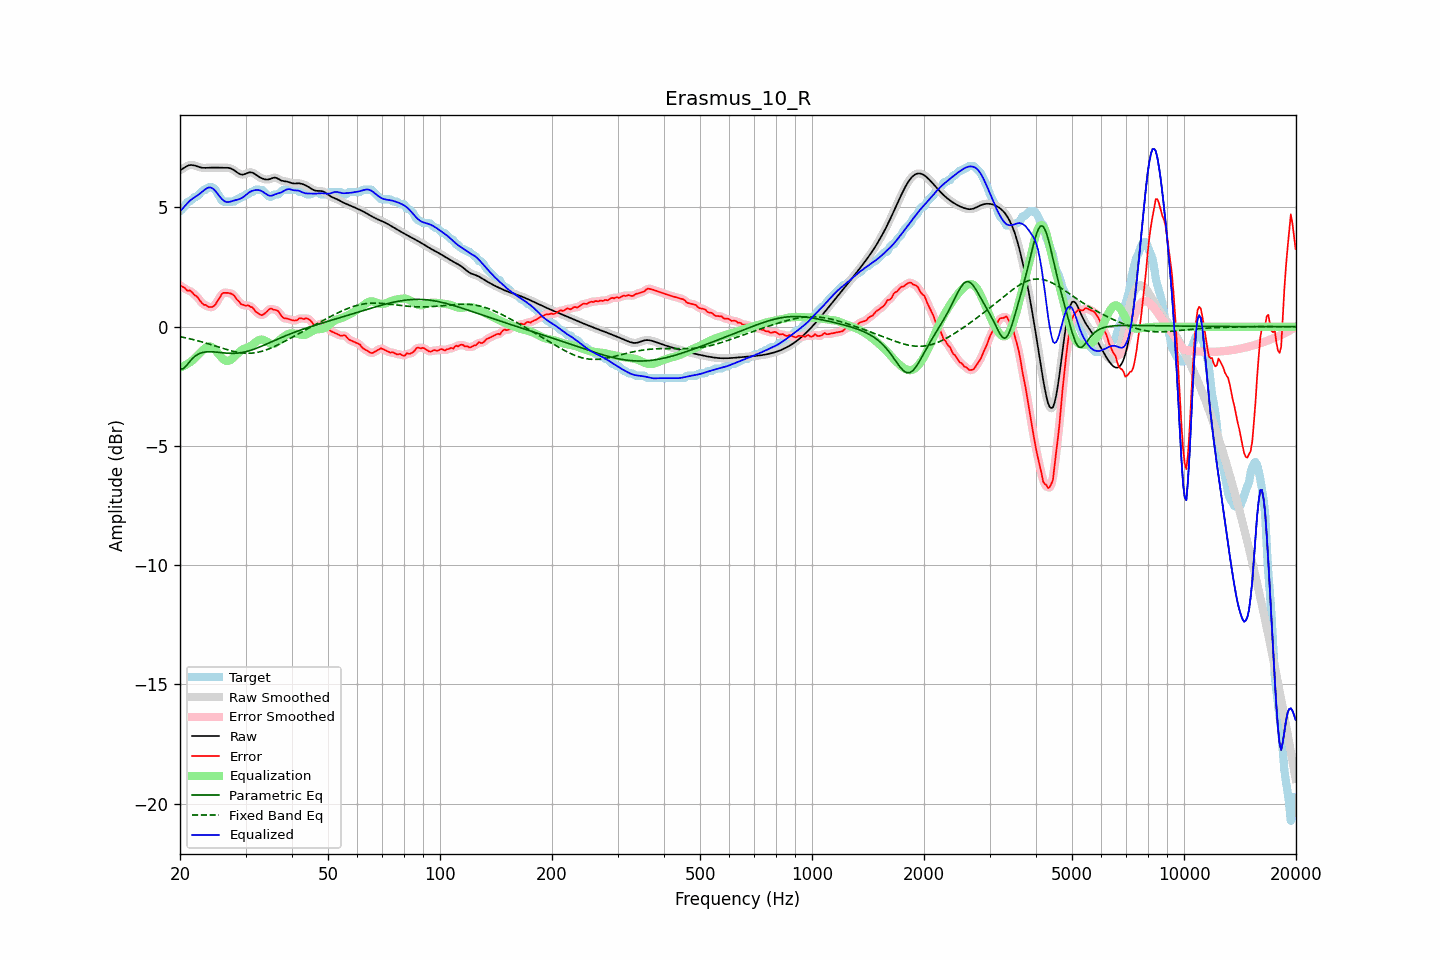 Erasmus_10_R
Amplitude (dBr)
5
0
−5
−10
−15
−20
Target
Raw Smoothed
Error Smoothed
Raw
Error
Equalization
Parametric Eq
Fixed Band Eq
Equalized
20 50 100 200 500 1000 2000 5000 10000 20000
Frequency (Hz)